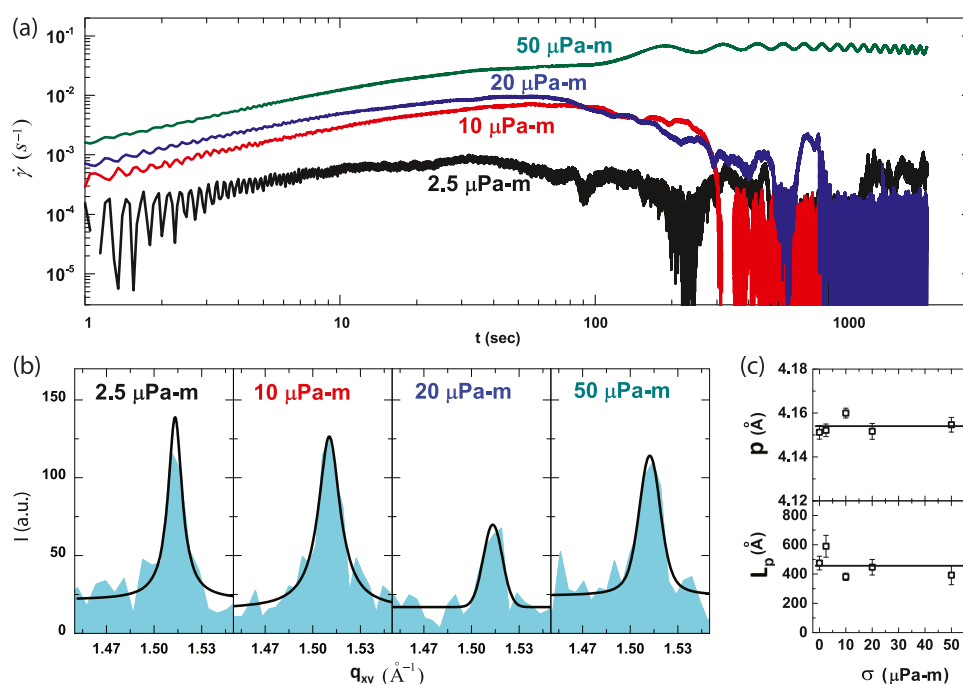 (a)
γ̇ (s⁻¹)
10⁻¹
10⁻²
10⁻³
10⁻⁴
10⁻⁵
50 μPa-m
20 μPa-m
10 μPa-m
2.5 μPa-m
1 10 100 1000
t (sec)
(b)
2.5 μPa-m 10 μPa-m 20 μPa-m 50 μPa-m
I (a.u.)
150
100
50
0
1.47 1.50 1.53 1.47 1.50 1.53 1.47 1.50 1.53 1.47 1.50 1.53
q_xy (Å⁻¹)
(c)
p (Å)
4.18
4.16
4.14
4.12
L_p (Å)
800
600
400
200
0
0 10 20 30 40 50
σ (μPa-m)